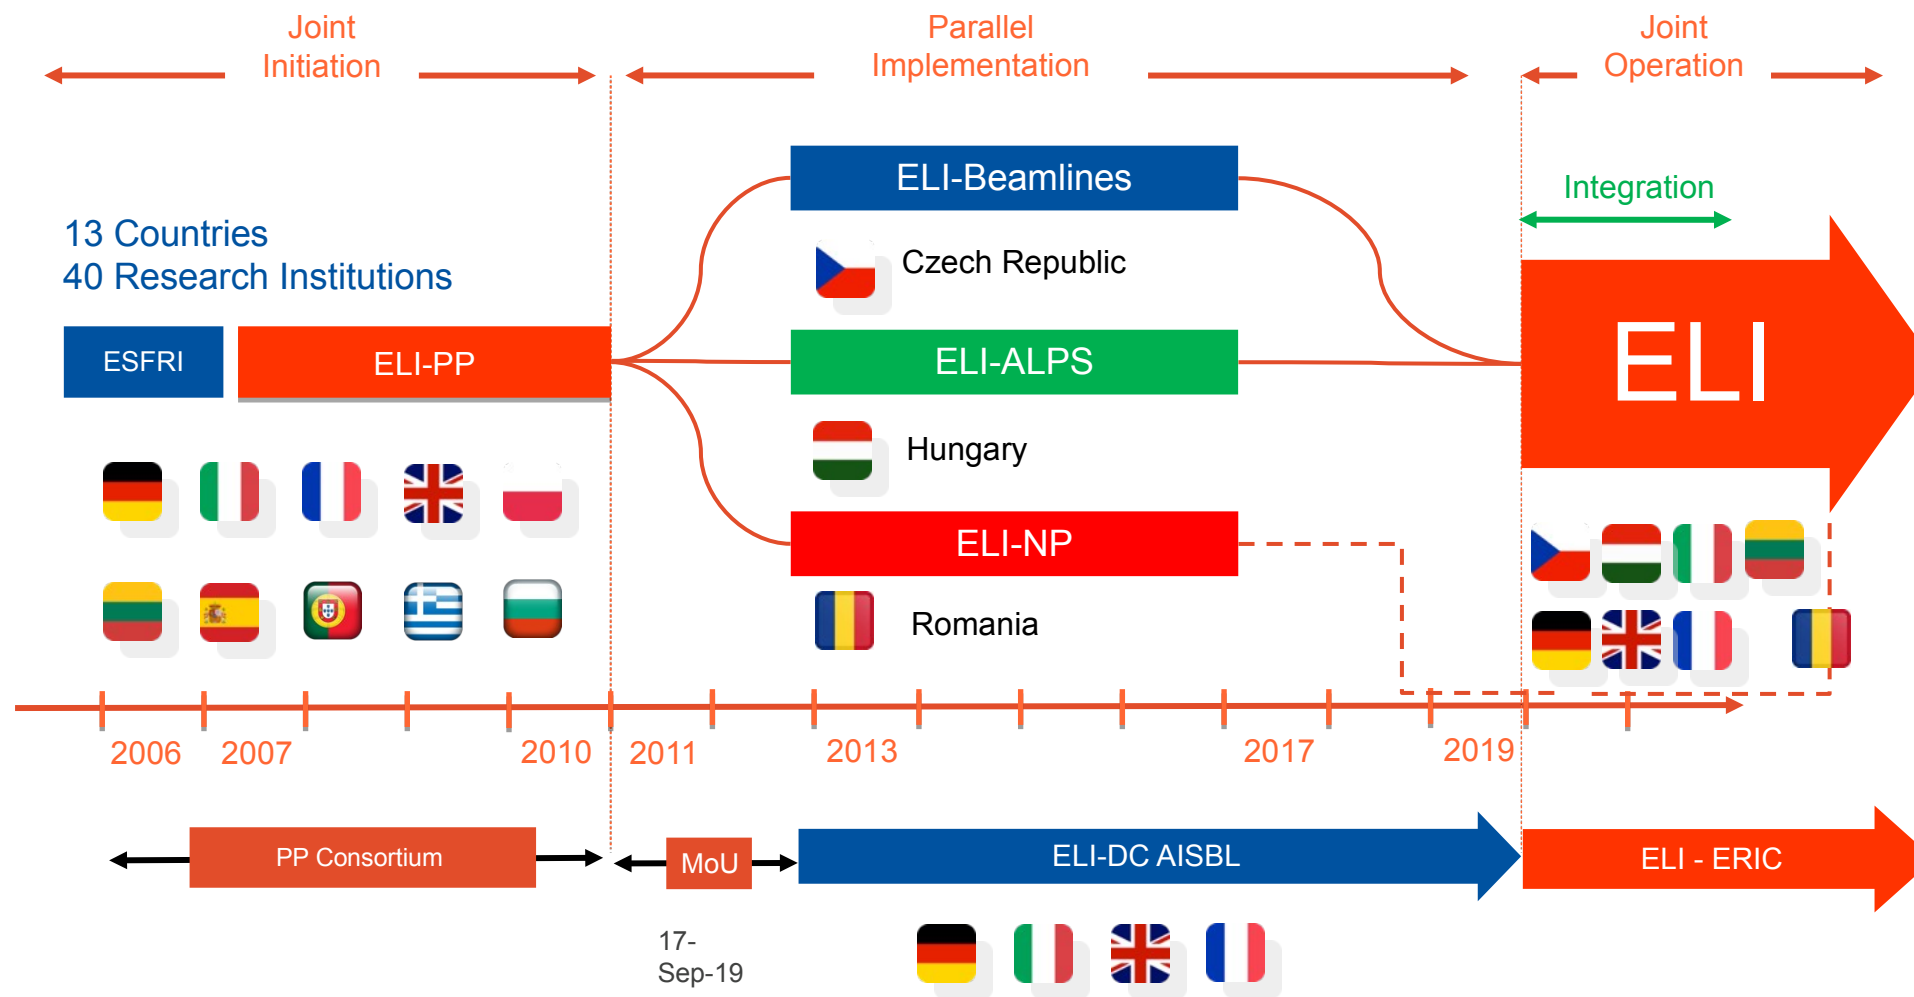 Joint
Initiation
Parallel
Implementation
Joint
Operation
ELI-Beamlines
Integration
13 Countries
40 Research Institutions
Czech Republic
ESFRI
ELI-PP
ELI-ALPS
ELI
Hungary
ELI-NP
Romania
2006
2007
2010
2011
2013
2017
2019
PP Consortium
MoU
ELI-DC AISBL
ELI - ERIC
17-
Sep-19